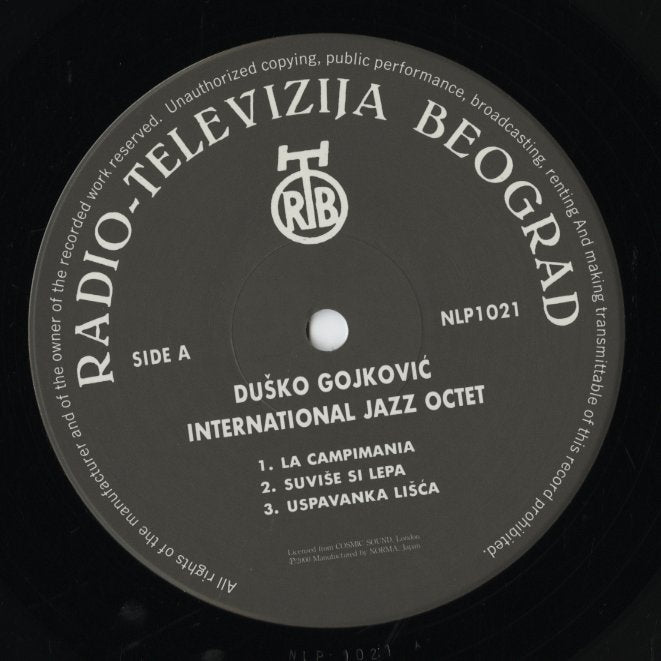 All rights of the manufacturer and of the owner of the recorded work reserved. Unauthorized copying, public performance, broadcasting, renting And making transmittable of this record prohibited.
RADIO-TELEVIZIJA BEOGRAD
RTB
SIDE A
NLP1021
DUŠKO GOJKOVIĆ
INTERNATIONAL JAZZ OCTET
1. LA CAMPIMANIA
2. SUVIŠE SI LEPA
3. USPAVANKA LIŠĆA
Licensed from COSMIC SOUND, London
℗2000 Manufactured by NORMA, Japan
NLP-1021 A